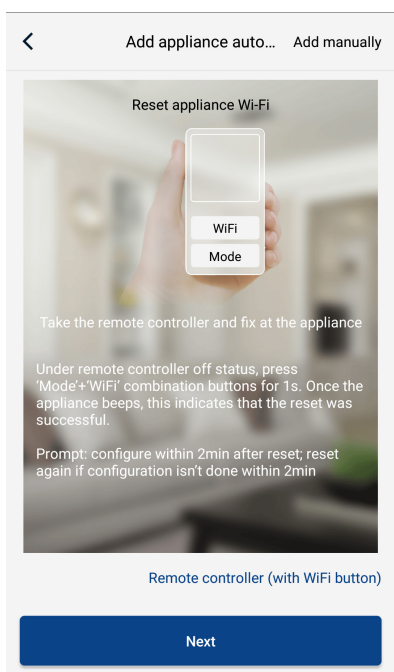 Add appliance auto... Add manually
Reset appliance Wi-Fi
WiFi
Mode
Take the remote controller and fix at the appliance
Under remote controller off status, press
‘Mode’+‘WiFi’ combination buttons for 1s. Once the
appliance beeps, this indicates that the reset was
successful.
Prompt: configure within 2min after reset; reset
again if configuration isn’t done within 2min
Remote controller (with WiFi button)
Next